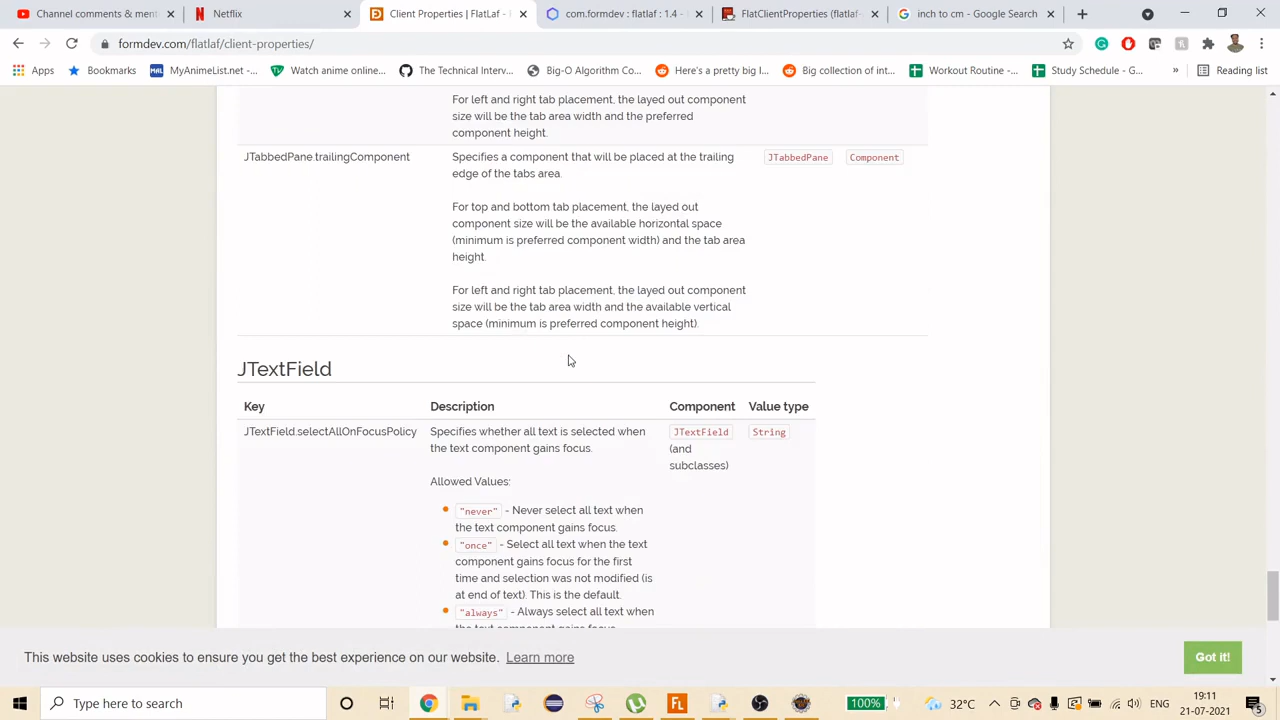 Channel comments & ment
Netflix
Client Properties | FlatLaf -
com.formdev : flatlaf : 1.4 -
FlatClientProperties (flatlaf-
inch to cm - Google Search
formdev.com/flatlaf/client-properties/
Apps
Bookmarks
MAL
MyAnimeList.net -...
Watch anime online...
The Technical Interv...
Big-O Algorithm Co...
Here's a pretty big l...
Big collection of int...
Workout Routine -...
Study Schedule - G...
»
Reading list
For left and right tab placement, the layed out component
size will be the tab area width and the preferred
component height.
JTabbedPane.trailingComponent
Specifies a component that will be placed at the trailing
edge of the tabs area.
JTabbedPane
Component
For top and bottom tab placement, the layed out
component size will be the available horizontal space
(minimum is preferred component width) and the tab area
height.
For left and right tab placement, the layed out component
size will be the tab area width and the available vertical
space (minimum is preferred component height).
JTextField
Key
Description
Component
Value type
JTextField.selectAllOnFocusPolicy
Specifies whether all text is selected when
the text component gains focus.
JTextField
(and
subclasses)
String
Allowed Values:
"never" - Never select all text when
the text component gains focus.
"once" - Select all text when the text
component gains focus for the first
time and selection was not modified (is
at end of text). This is the default.
"always" - Always select all text when
the text component gains focus
This website uses cookies to ensure you get the best experience on our website. Learn more
Got it!
Type here to search
FL
100%
32°C
ENG
19:11
21-07-2021
5